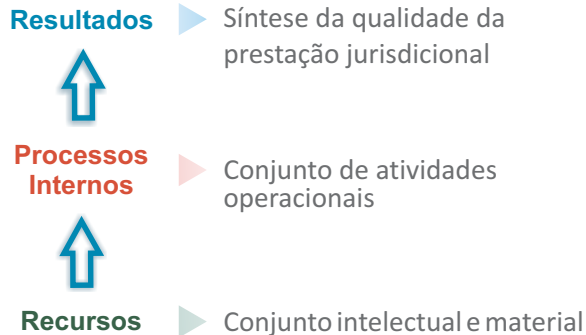 Resultados
Síntese da qualidade da
prestação jurisdicional
Processos
Internos
Conjunto de atividades
operacionais
Recursos
Conjunto intelectual e material